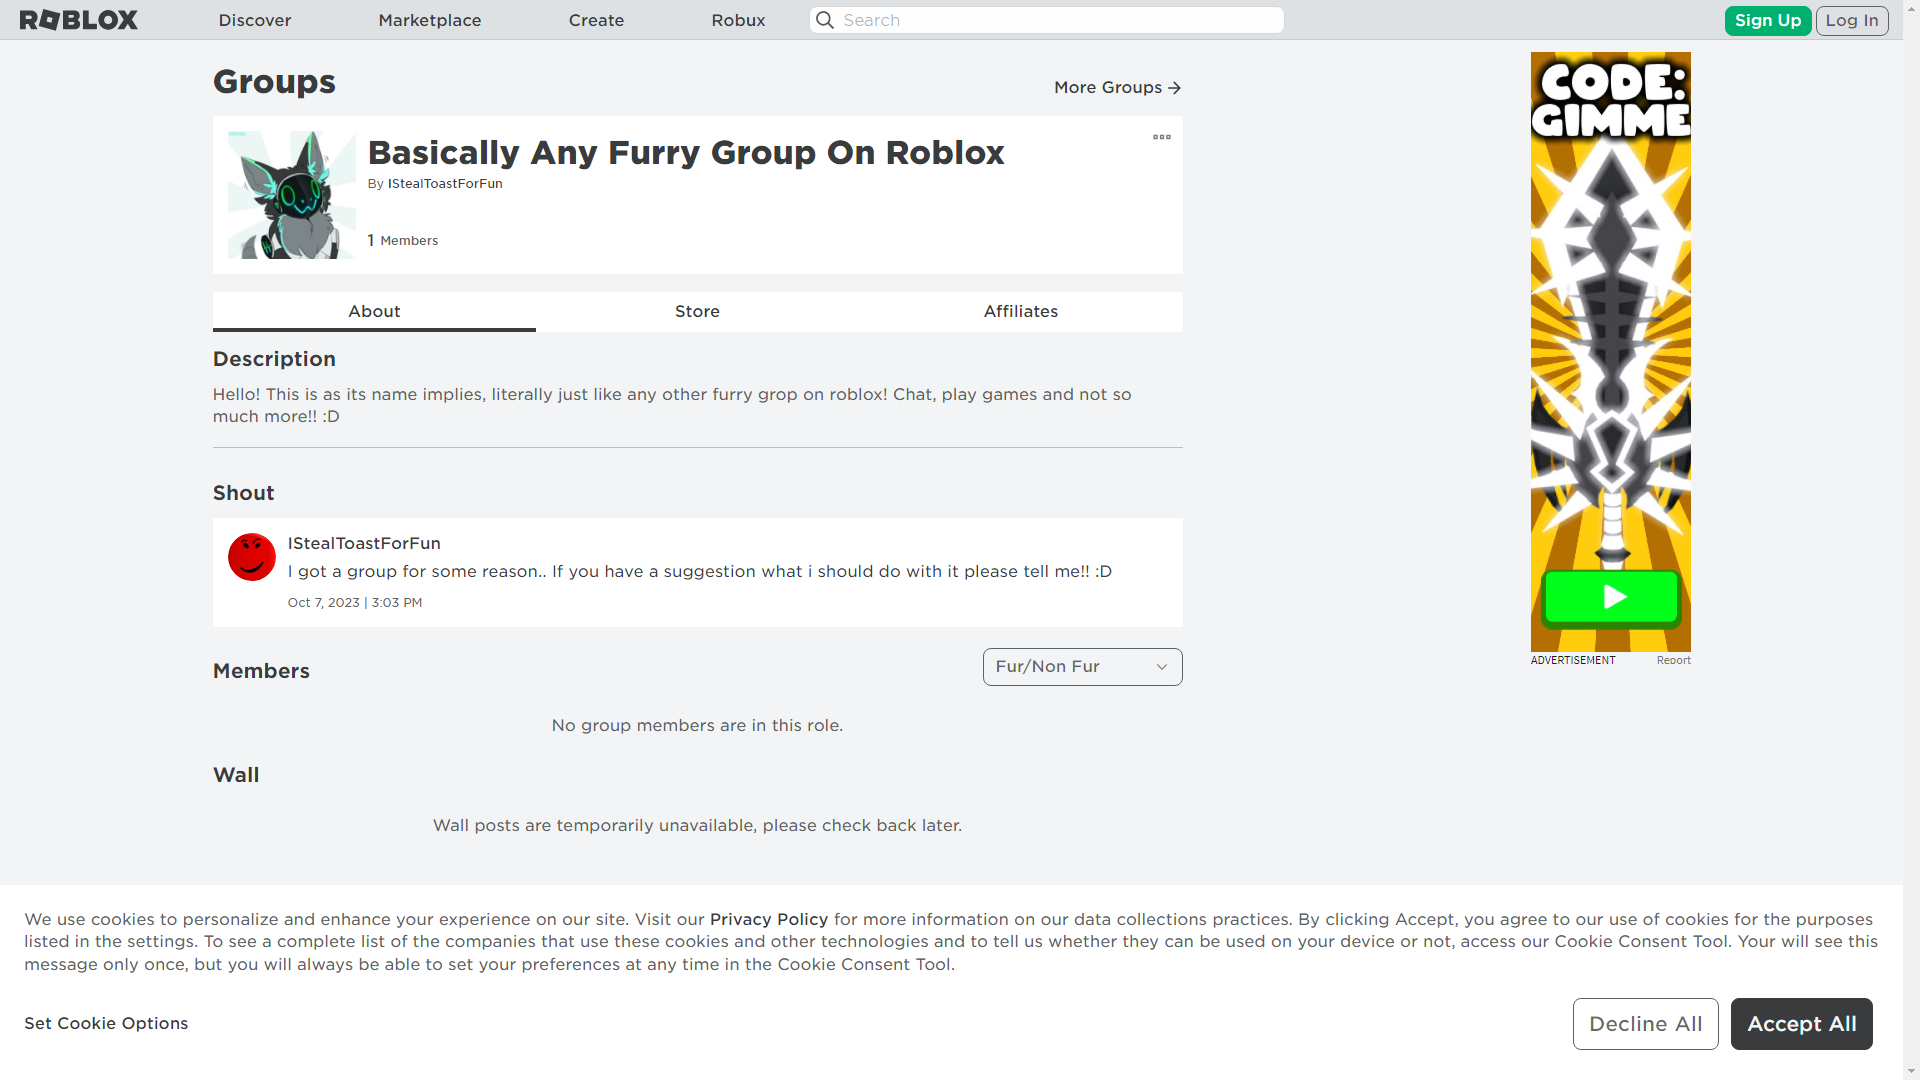 ROBLOX
Discover
Marketplace
Create
Robux
Search
Sign Up
Log In
Groups
More Groups
Basically Any Furry Group On Roblox
By IStealToastForFun
1 Members
About
Store
Affiliates
Description
Hello! This is as its name implies, literally just like any other furry grop on roblox! Chat, play games and not so
much more!! :D
Shout
IStealToastForFun
I got a group for some reason.. If you have a suggestion what i should do with it please tell me!! :D
Oct 7, 2023 | 3:03 PM
Members
Fur/Non Fur
No group members are in this role.
Wall
Wall posts are temporarily unavailable, please check back later.
CODE:
GIMME
ADVERTISEMENT
Report
We use cookies to personalize and enhance your experience on our site. Visit our Privacy Policy for more information on our data collections practices. By clicking Accept, you agree to our use of cookies for the purposes
listed in the settings. To see a complete list of the companies that use these cookies and other technologies and to tell us whether they can be used on your device or not, access our Cookie Consent Tool. Your will see this
message only once, but you will always be able to set your preferences at any time in the Cookie Consent Tool.
Set Cookie Options
Decline All
Accept All